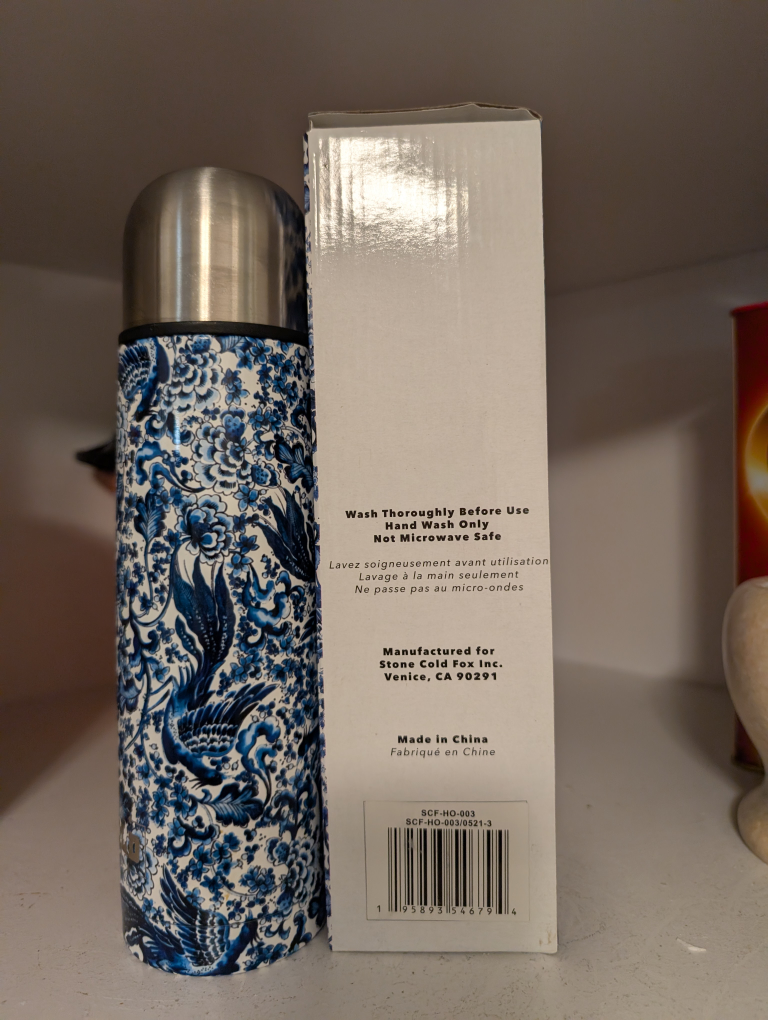 Wash Thoroughly Before Use
Hand Wash Only
Not Microwave Safe
Lavez soigneusement avant utilisation
Lavage à la main seulement
Ne passe pas au micro-ondes
Manufactured for
Stone Cold Fox Inc.
Venice, CA 90291
Made in China
Fabriqué en Chine
SCF-HO-003
SCF-HO-003/0521-3
1 95893 54679 4